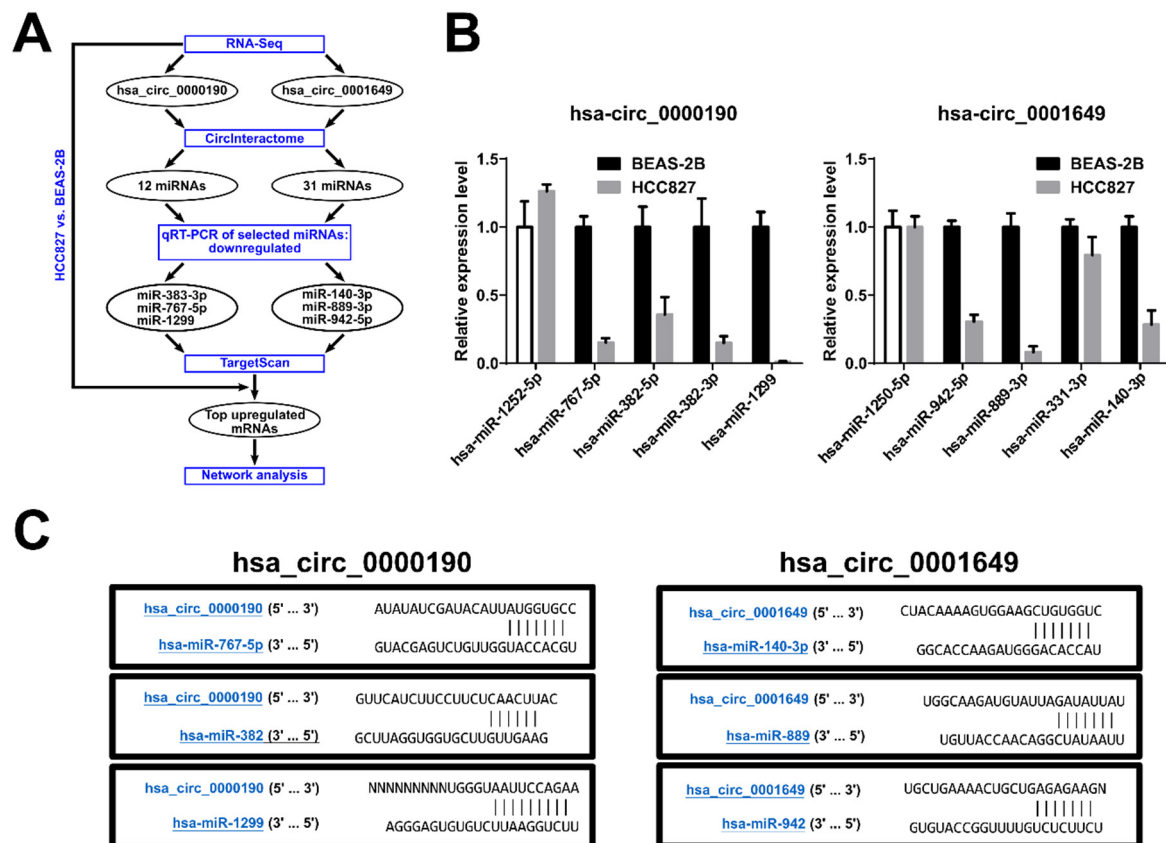 A
RNA-Seq
hsa_circ_0000190
hsa_circ_0001649
CircInteractome
12 miRNAs
31 miRNAs
qRT-PCR of selected miRNAs:
downregulated
miR-383-3p
miR-767-5p
miR-1299
miR-140-3p
miR-889-3p
miR-942-5p
TargetScan
Top upregulated
mRNAs
Network analysis
HCC827 vs. BEAS-2B
B
hsa-circ_0000190
Relative expression level
1.5
1.0
0.5
0.0
BEAS-2B
HCC827
hsa-miR-1252-5p
hsa-miR-767-5p
hsa-miR-382-5p
hsa-miR-382-3p
hsa-miR-1299
hsa-circ_0001649
Relative expression level
1.5
1.0
0.5
0.0
BEAS-2B
HCC827
hsa-miR-1250-5p
hsa-miR-942-5p
hsa-miR-889-3p
hsa-miR-331-3p
hsa-miR-140-3p
C
hsa_circ_0000190
hsa_circ_0000190 (5' ... 3') AUAUAUCGAUACAUUAUGGUGCC
hsa-miR-767-5p (3' ... 5') GUACGAGUCUGUUGGUACCACGU
hsa_circ_0000190 (5' ... 3') GUUCAUCUUCCUUCUCAACUUAC
hsa-miR-382 (3' ... 5') GCUUAGGUGGUGCUUGUUGAAG
hsa_circ_0000190 (5' ... 3') NNNNNNNNNUGGGUAAUUCCAGAA
hsa-miR-1299 (3' ... 5') AGGGAGUGUGUCUUAAGGUCUU
hsa_circ_0001649
hsa_circ_0001649 (5' ... 3') CUACAAAAGUGGAAGCUGUGGUC
hsa-miR-140-3p (3' ... 5') GGCACCAAGAUGGGACACCAU
hsa_circ_0001649 (5' ... 3') UGGCAAGAUGUAUUAGAUAUUAU
hsa-miR-889 (3' ... 5') UGUUACCAACAGGCUAUAAUU
hsa_circ_0001649 (5' ... 3') UGCUGAAAACUGCUGAGAGAAGN
hsa-miR-942 (3' ... 5') GUGUACCGGUUUUGUCUCUUCU